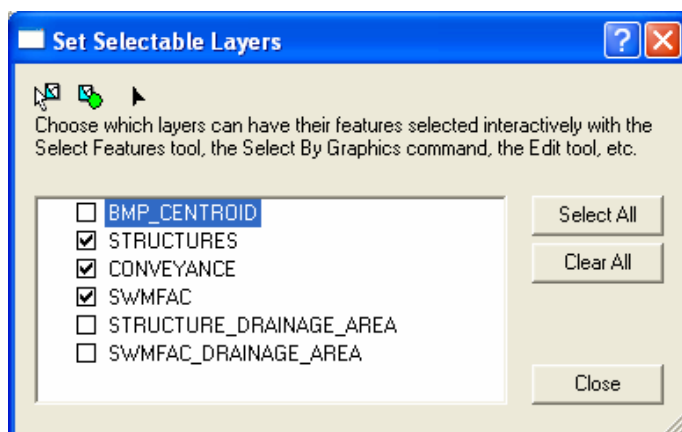 Set Selectable Layers
?
Choose which layers can have their features selected interactively with the
Select Features tool, the Select By Graphics command, the Edit tool, etc.
BMP_CENTROID
STRUCTURES
CONVEYANCE
SWMFAC
STRUCTURE_DRAINAGE_AREA
SWMFAC_DRAINAGE_AREA
Select All
Clear All
Close